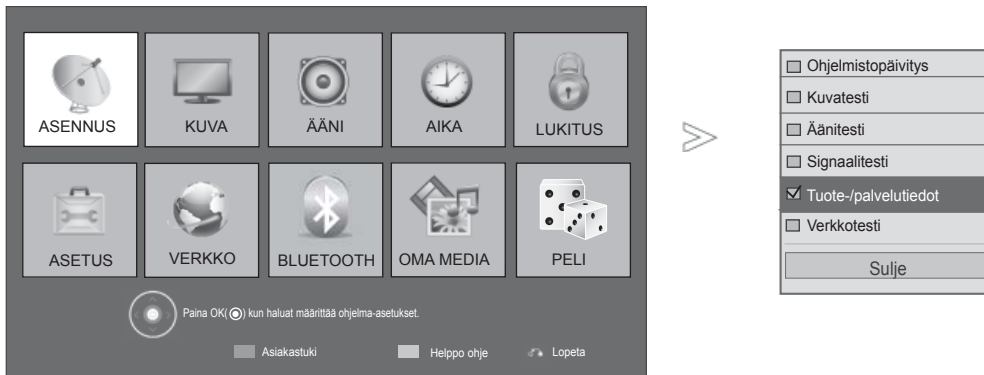 ASENNUS
KUVA
ÄÄNI
AIKA
LUKITUS
ASETUS
VERKKO
BLUETOOTH
OMA MEDIA
PELI
Paina OK(◉) kun haluat määrittää ohjelma-asetukset.
Asiakastuki
Helppo ohje
Lopeta
Ohjelmistopäivitys
Kuvatesti
Äänitesti
Signaalitesti
Tuote-/palvelutiedot
Verkkotesti
Sulje